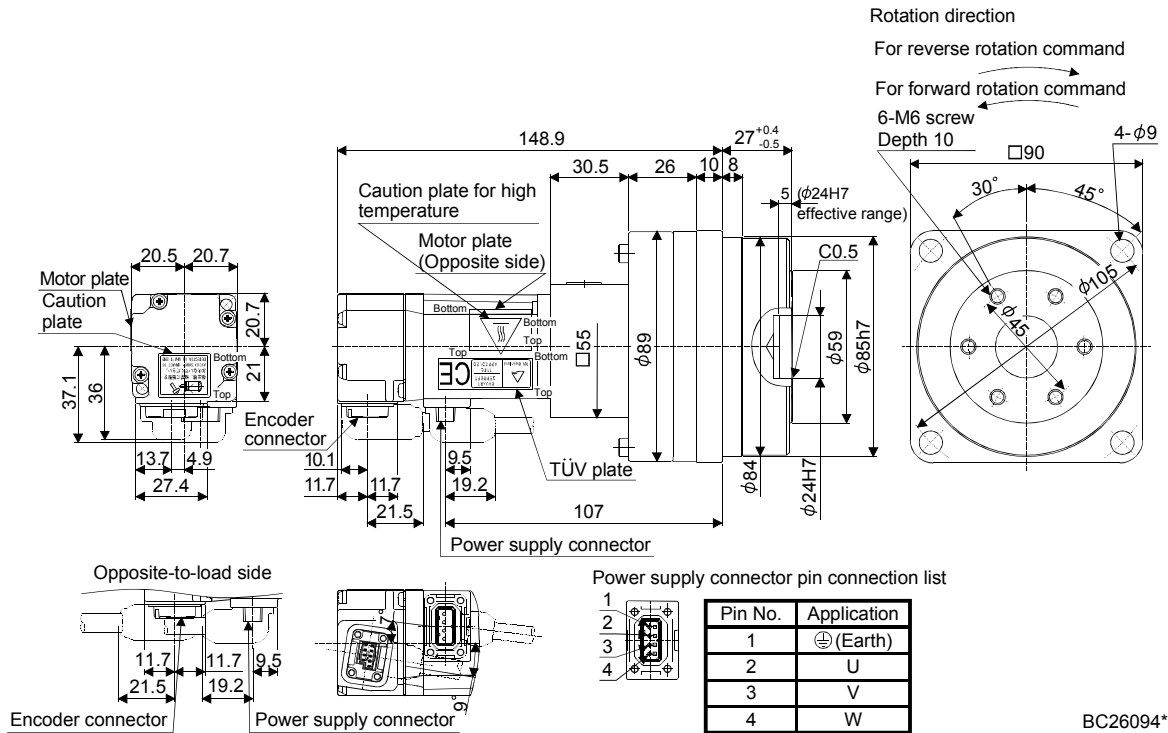 Rotation direction
For reverse rotation command
For forward rotation command
6-M6 screw
Depth 10
4-φ9
□90
30°
45°
φ105
φ45
148.9
27 +0.4 -0.5
30.5
26
10
8
5 (φ24H7
effective range)
Caution plate for high
temperature
Motor plate
(Opposite side)
C0.5
Bottom
Bottom
Top
Top
Bottom
Top
CE
□55
φ89
φ84
φ24H7
φ59
φ85h7
20.5
20.7
Motor plate
Caution
plate
20.7
Bottom
21
Top
37.1
36
13.7
4.9
27.4
Encoder
connector
TÜV plate
10.1
9.5
11.7
11.7
19.2
21.5
107
Power supply connector
Opposite-to-load side
11.7
11.7
9.5
21.5
19.2
Encoder connector
Power supply connector
Power supply connector pin connection list
1
2
3
4
Pin No. Application
1 (Earth)
2 U
3 V
4 W
BC26094*